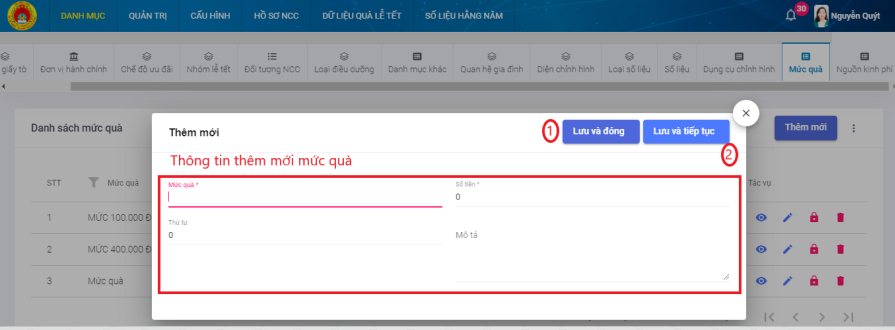 DANH MỤC QUẢN TRỊ CẤU HÌNH HỒ SƠ NCC DỮ LIỆU QUÀ LỄ TẾT SỐ LIỆU HẰNG NĂM 30 Nguyễn Quýt
giấy tờ Đơn vị hành chính Chế độ ưu đãi Nhóm lễ tết Đối tượng NCC Loại điều dưỡng Danh mục khác Quan hệ gia đình Diện chỉnh hình Loại số liệu Số liệu Dụng cụ chỉnh hình Mức quà Nguồn kinh phí
Danh sách mức quà Thêm mới
Thêm mới 1 Lưu và đóng Lưu và tiếp tục
Thông tin thêm mới mức quà 2
STT Mức quà Tác vụ
Mức quà * Số tiền *
0
1 MỨC 100.000 Đ
Thứ tự
0 Mô tả
2 MỨC 400.000 Đ
3 Mức quà